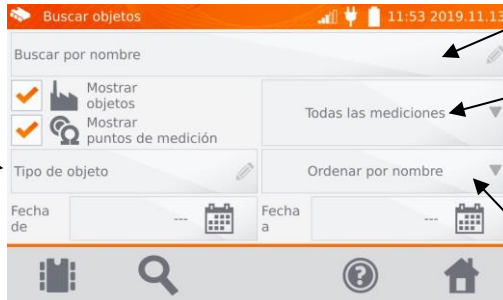 Buscar objetos
11:53 2019.11.13
Buscar por nombre
Mostrar
objetos
Mostrar
puntos de medición
Todas las mediciones
Tipo de objeto
Ordenar por nombre
Fecha
de
---
Fecha
a
---